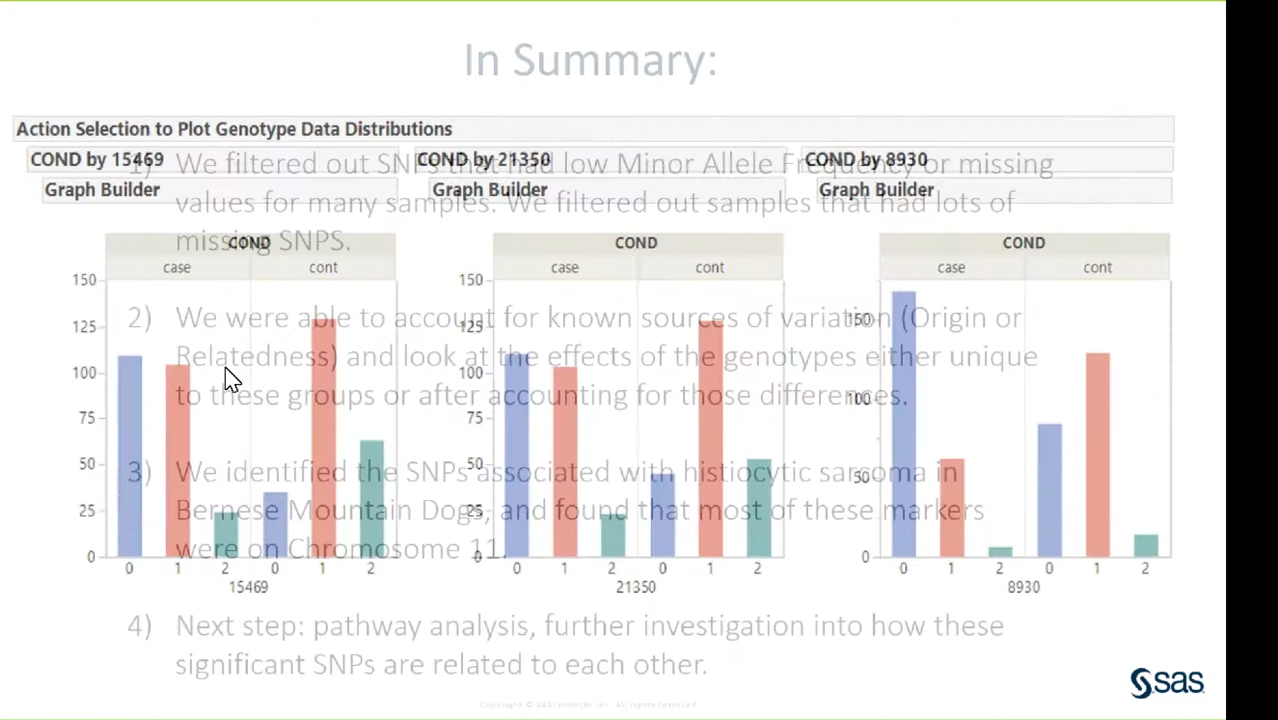 In Summary:
Action Selection to Plot Genotype Data Distributions
COND by 15469 COND by 21350 COND by 8930
Graph Builder Graph Builder Graph Builder
1) We filtered out SNPs that had low Minor Allele Frequency or missing
values for many samples. We filtered out samples that had lots of
missing SNPS.
2) We were able to account for known sources of variation (Origin or
Relatedness) and look at the effects of the genotypes either unique
to these groups or after accounting for those differences.
3) We identified the SNPs associated with histiocytic sarcoma in
Bernese Mountain Dogs, and found that most of these markers
were on Chromosome 11.
4) Next step: pathway analysis, further investigation into how these
significant SNPs are related to each other.
COND COND COND
case cont case cont case cont
150 150
125 125 150
100 100 100
75 75
50 50 50
25 25
0 0 0
0 1 2 0 1 2 0 1 2 0 1 2 0 1 2 0 1 2
15469 21350 8930
sas
Copyright © SAS Institute Inc. All rights reserved.